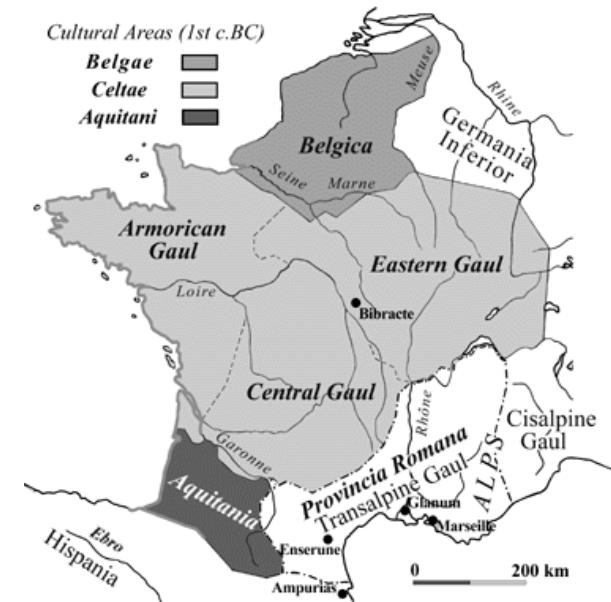 Cultural Areas (1st c.BC)
Belgae
Celtae
Aquitani
Meuse
Rhine
Germania
Inferior
Belgica
Seine
Marne
Armorican
Gaul
Eastern Gaul
Loire
Bibracte
Central Gaul
Rhône
Cisalpine
Gaul
Garonne
Provincia Romana
Transalpine Gaul
ALPS
Aquitania
Glanum
Marseille
Ebro
Hispania
Enserune
Ampurias
0 200 km